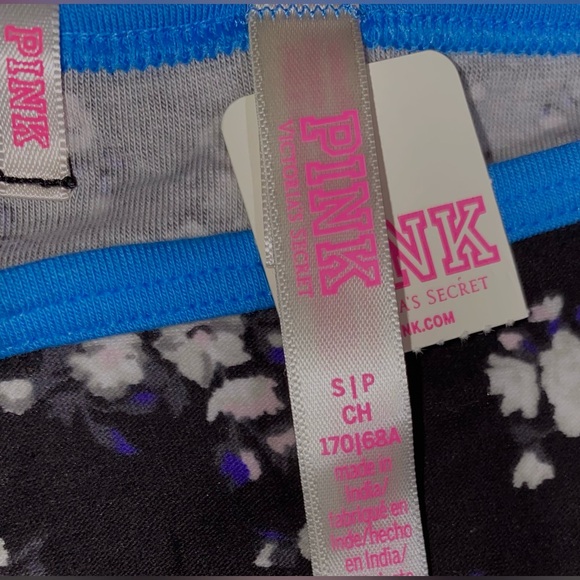 PINK
PINK
VICTORIA'S SECRET
S|P
CH
170|68A
made in
India/
fabriqué en
Inde/hecho
en India/
NK
'S SECRET
NK.COM